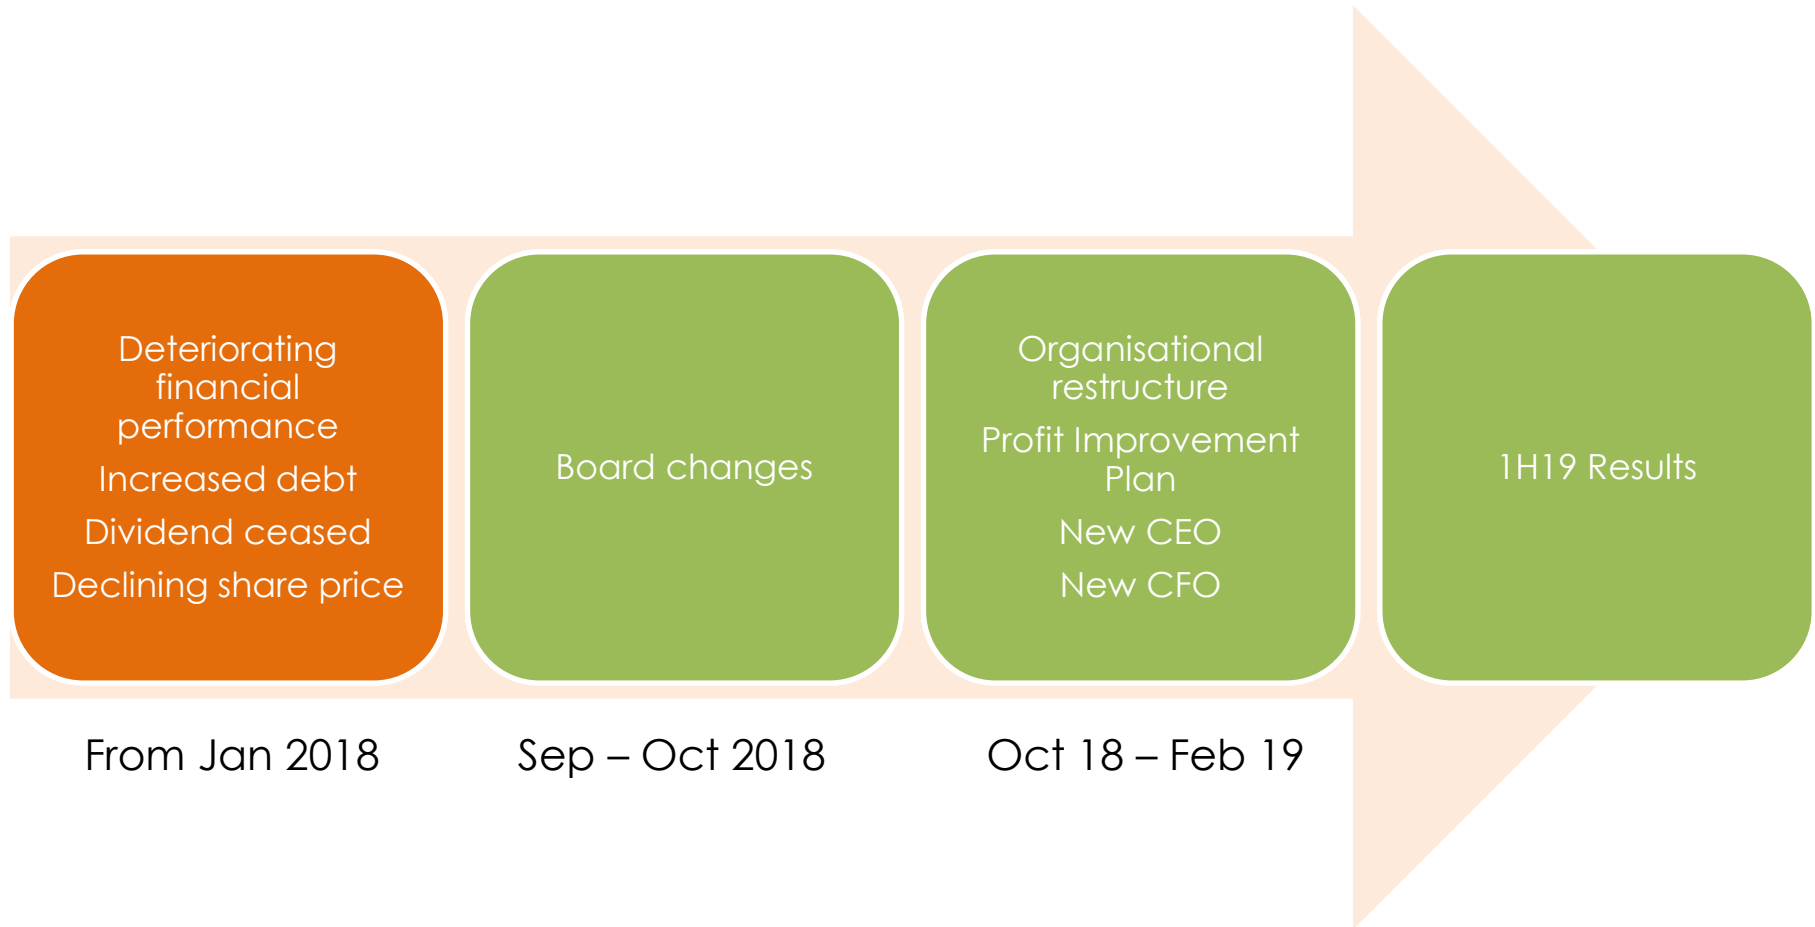 Deteriorating
financial
performance
Increased debt
Dividend ceased
Declining share price
Board changes
Organisational
restructure
Profit Improvement
Plan
New CEO
New CFO
1H19 Results
From Jan 2018
Sep – Oct 2018
Oct 18 – Feb 19